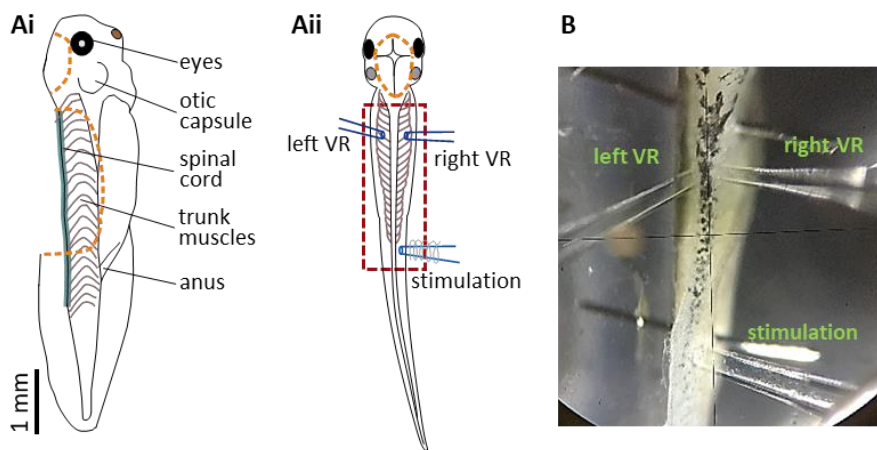 Ai
eyes
otic
capsule
spinal
cord
trunk
muscles
anus
1 mm
Aii
left VR
right VR
stimulation
B
left VR
right VR
stimulation